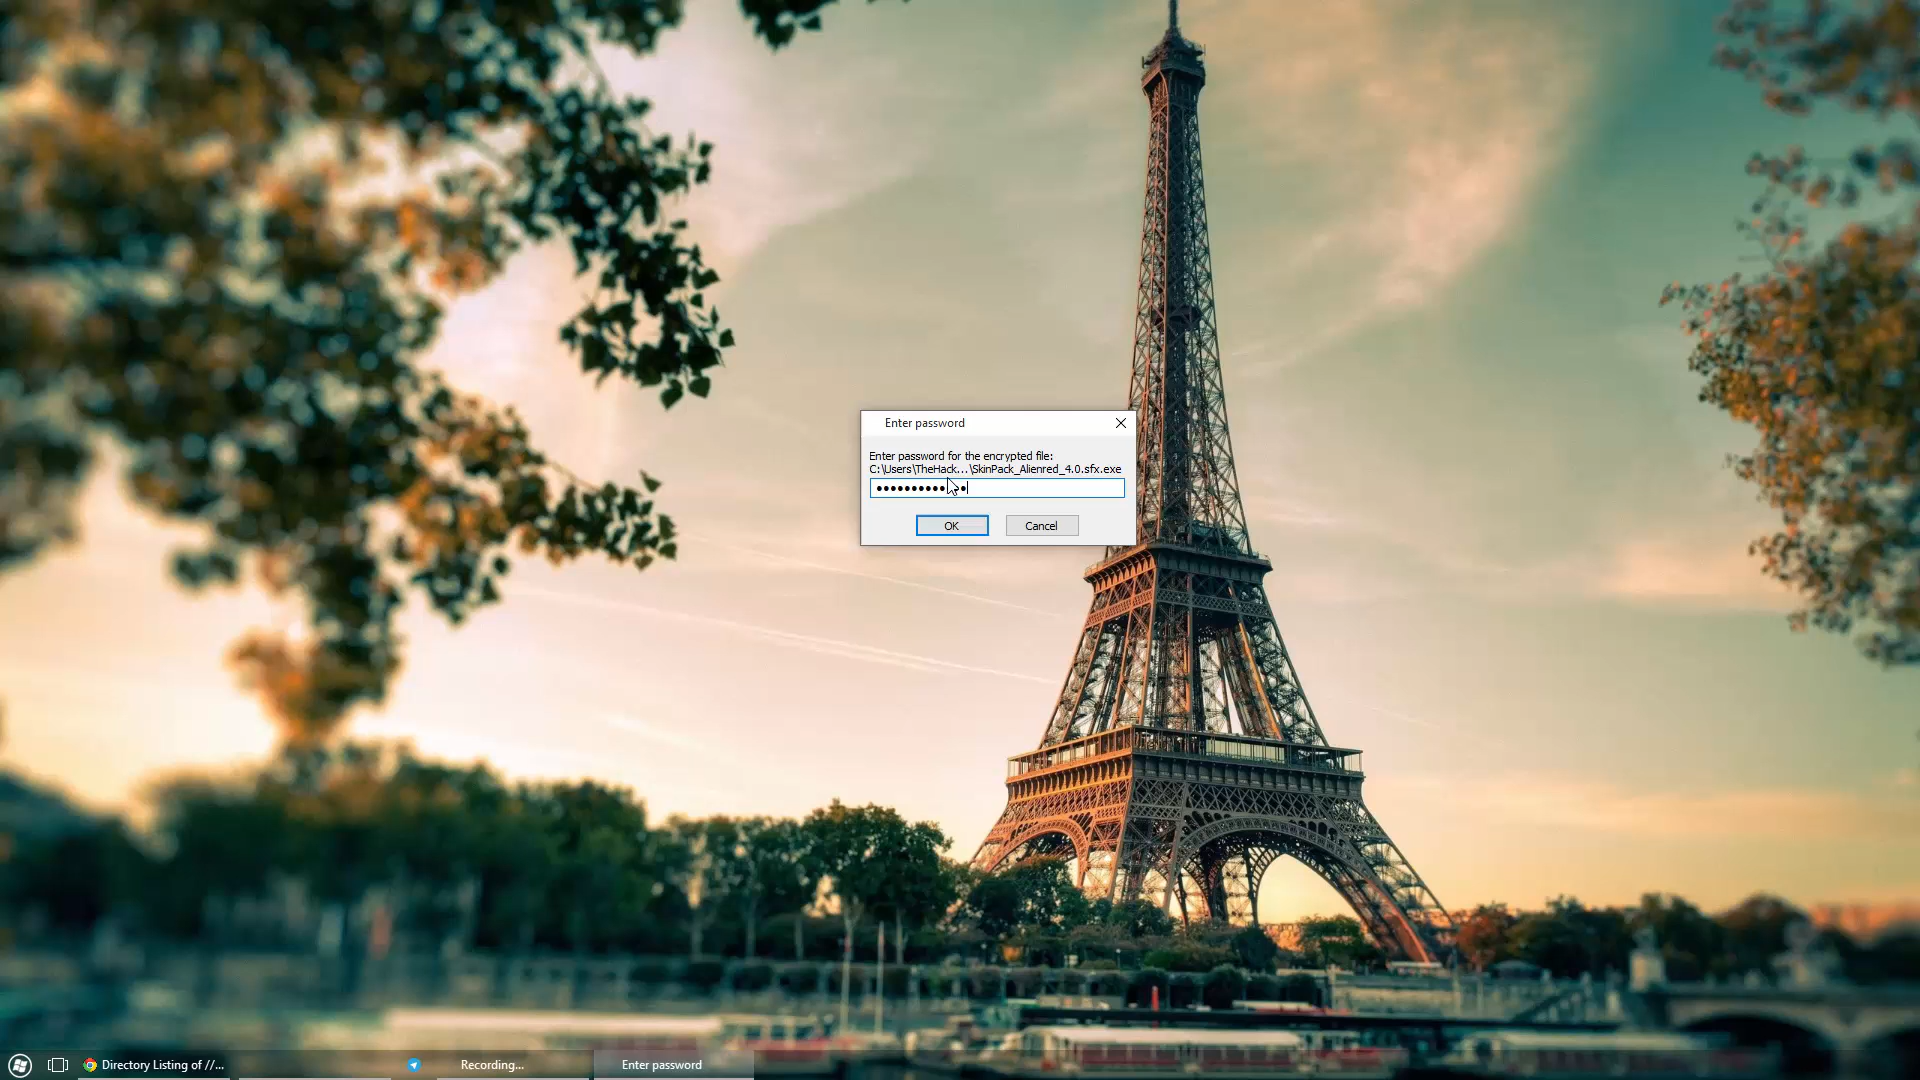 Enter password
Enter password for the encrypted file:
C:\Users\TheHack...\SkinPack_Alienred_4.0.sfx.exe
●●●●●●●●●●●●●
OK
Cancel
Directory Listing of //...
Recording...
Enter password